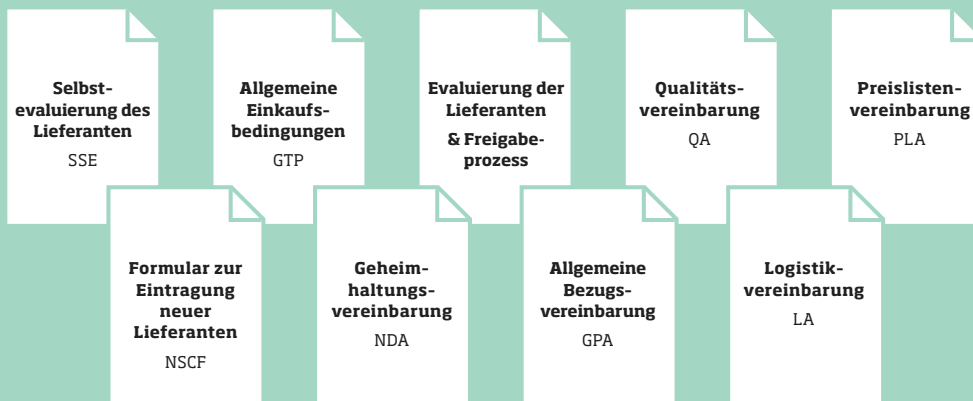 Selbst-
evaluierung des
Lieferanten
SSE
Allgemeine
Einkaufs-
bedingungen
GTP
Evaluierung der
Lieferanten
& Freigabe-
prozess
Qualitäts-
vereinbarung
QA
Preislisten-
vereinbarung
PLA
Formular zur
Eintragung
neuer
Lieferanten
NSCF
Geheim-
haltungs-
vereinbarung
NDA
Allgemeine
Bezugs-
vereinbarung
GPA
Logistik-
vereinbarung
LA